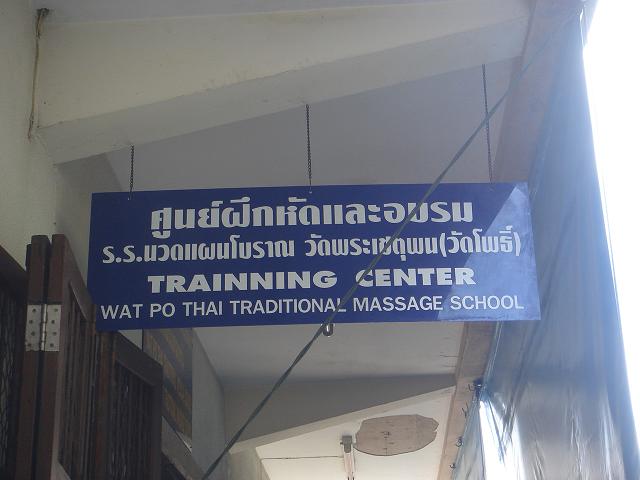 ศูนย์ฝึกหัดและอบรม
ร.ร.นวดแผนโบราณ วัดพระเชตุพน(วัดโพธิ์)
TRAINNING CENTER
WAT PO THAI TRADITIONAL MASSAGE SCHOOL